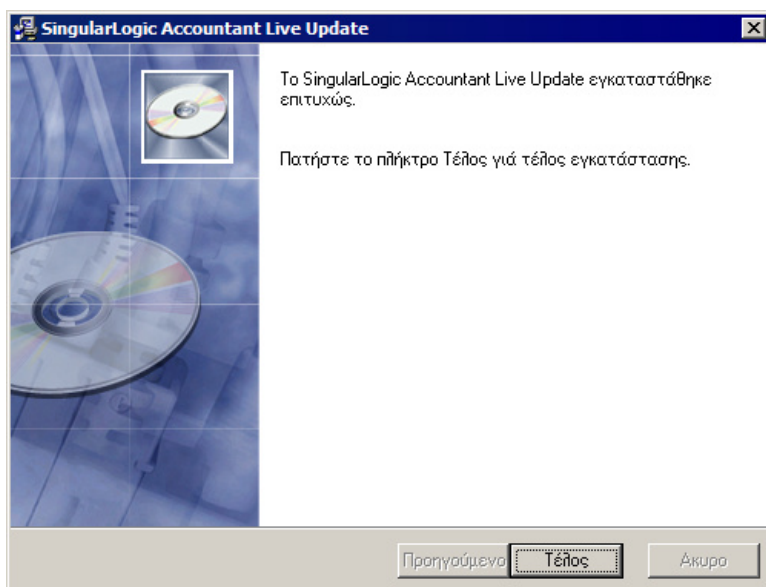 SingularLogic Accountant Live Update
Το SingularLogic Accountant Live Update εγκαταστάθηκε
επιτυχώς.
Πατήστε το πλήκτρο Τέλος γιά τέλος εγκατάστασης.
Προηγούμενο
Τέλος
Ακυρο